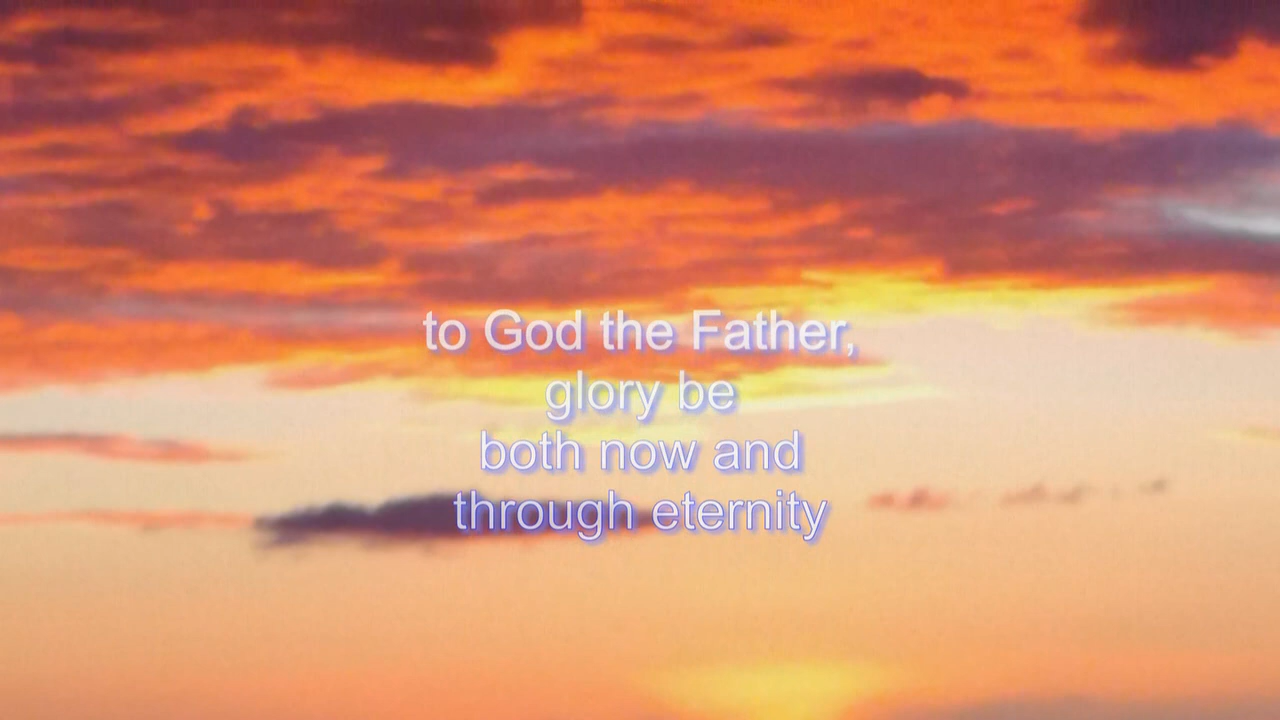 to God the Father,
glory be
both now and
through eternity